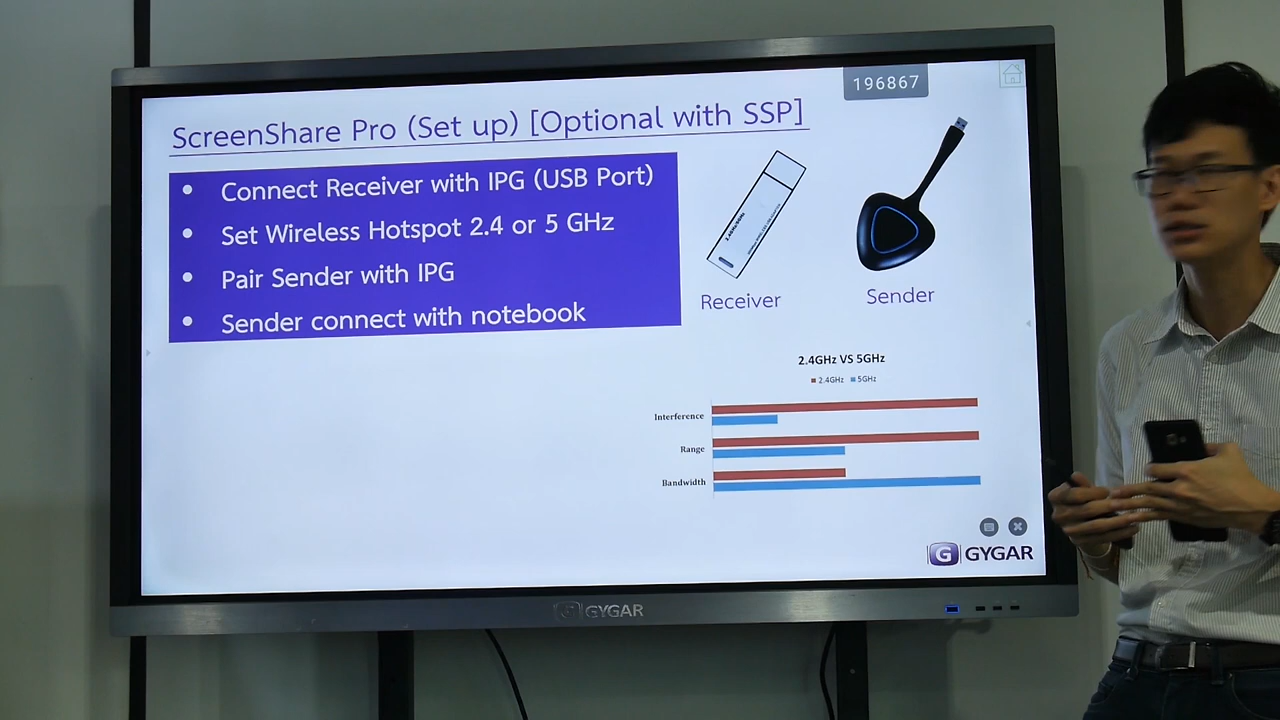 196867
ScreenShare Pro (Set up) [Optional with SSP]
• Connect Receiver with IPG (USB Port)
• Set Wireless Hotspot 2.4 or 5 GHz
• Pair Sender with IPG
• Sender connect with notebook
Receiver
Sender
2.4GHz VS 5GHz
2.4GHz 5GHz
Interference
Range
Bandwidth
G GYGAR
G GYGAR